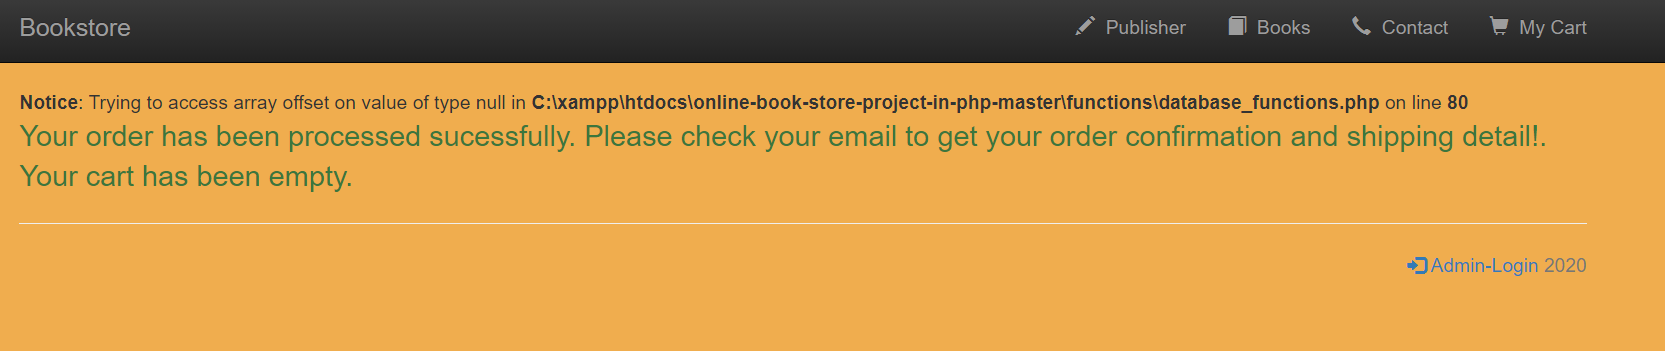 Bookstore Publisher Books Contact My Cart
Notice: Trying to access array offset on value of type null in C:\xampp\htdocs\online-book-store-project-in-php-master\functions\database_functions.php on line 80
Your order has been processed sucessfully. Please check your email to get your order confirmation and shipping detail!.
Your cart has been empty.
Admin-Login 2020